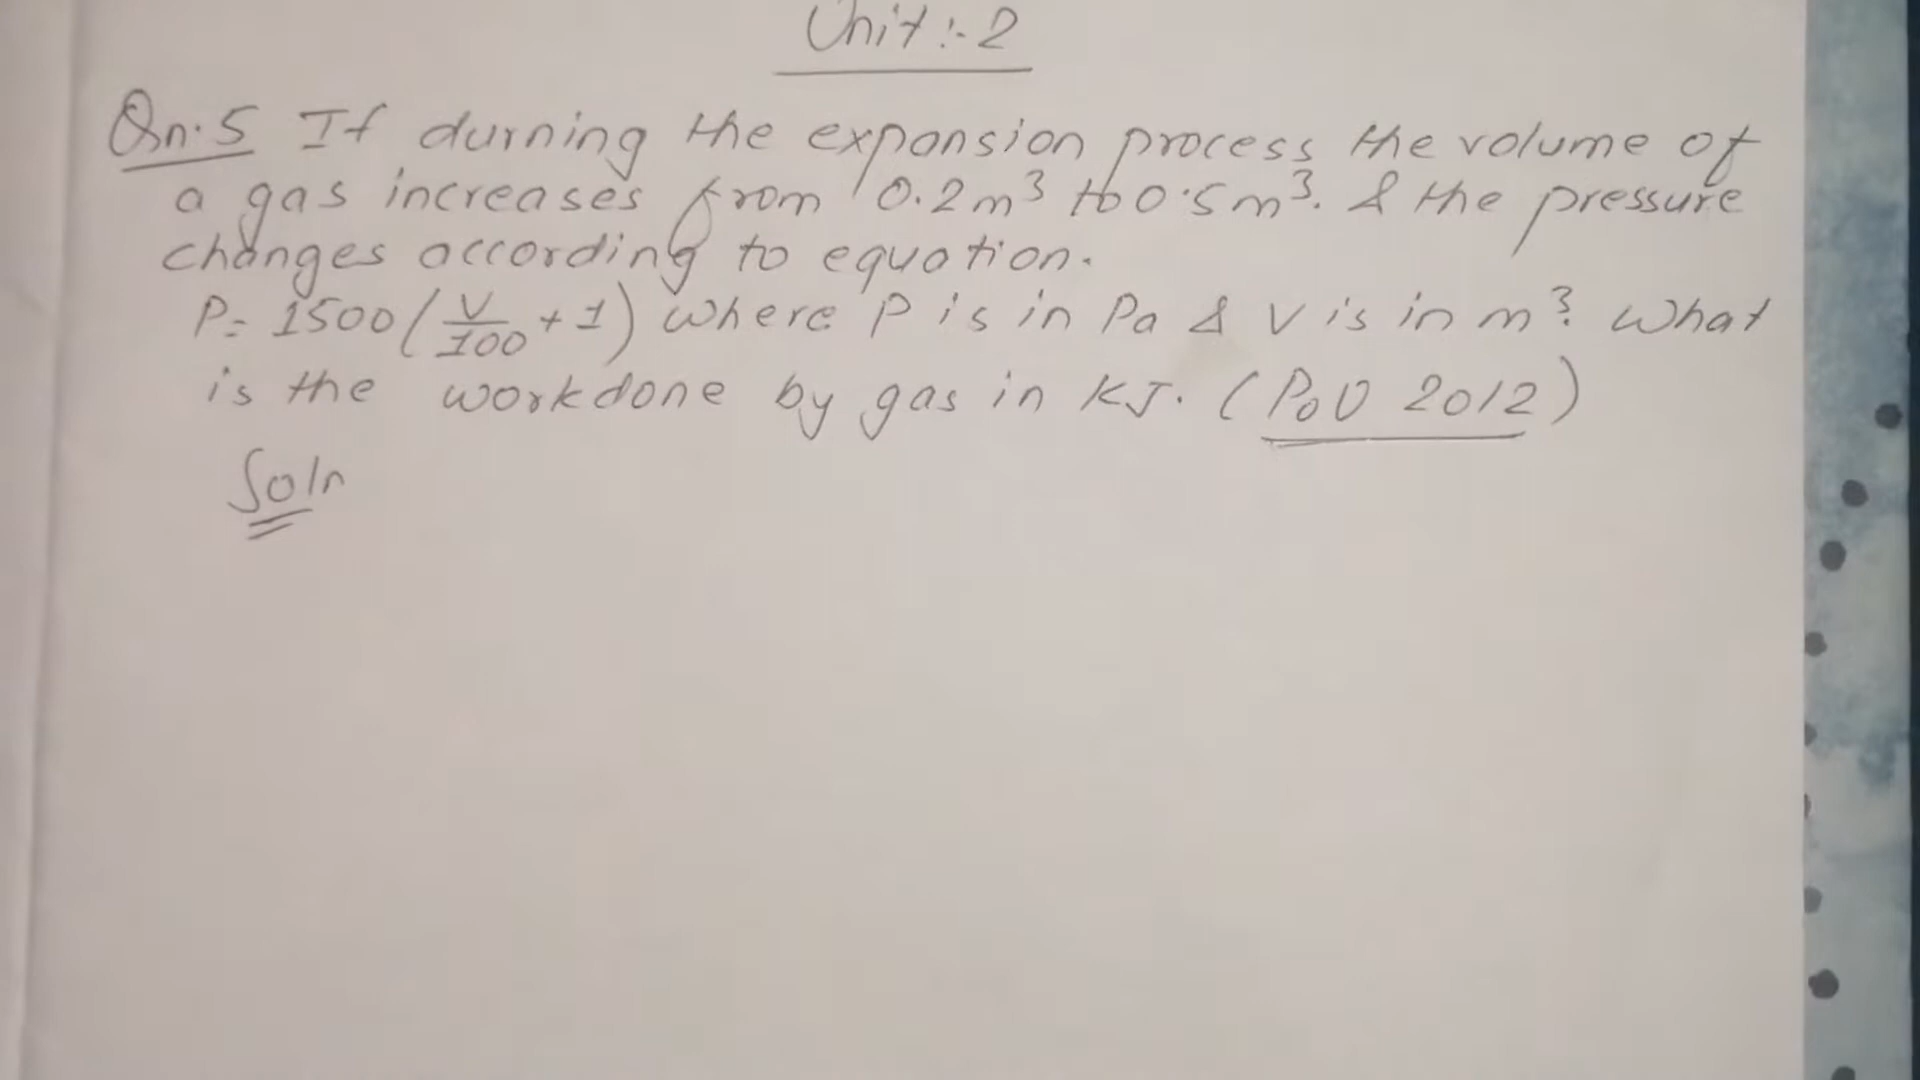 Unit :- 2
Qn.5 If durning the expansion process the volume of
a gas increases from 0.2m³ to 0.5m³. & the pressure
changes according to equation.
P = 1500 (V/100 + 1) where P is in Pa & V is in m³. What
is the workdone by gas in KJ. (PoU 2012)
Soln